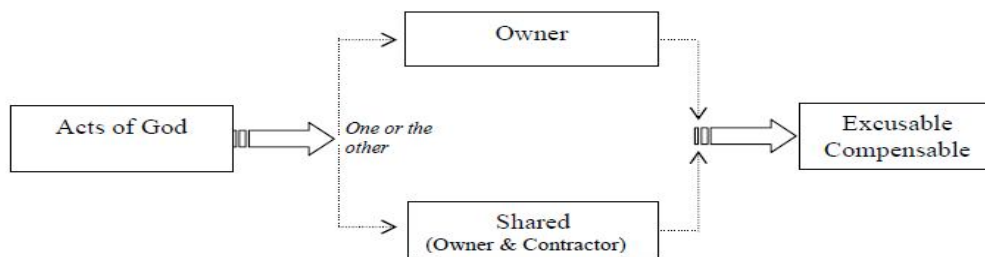 Owner
Acts of God
One or the
other
Excusable
Compensable
Shared
(Owner & Contractor)